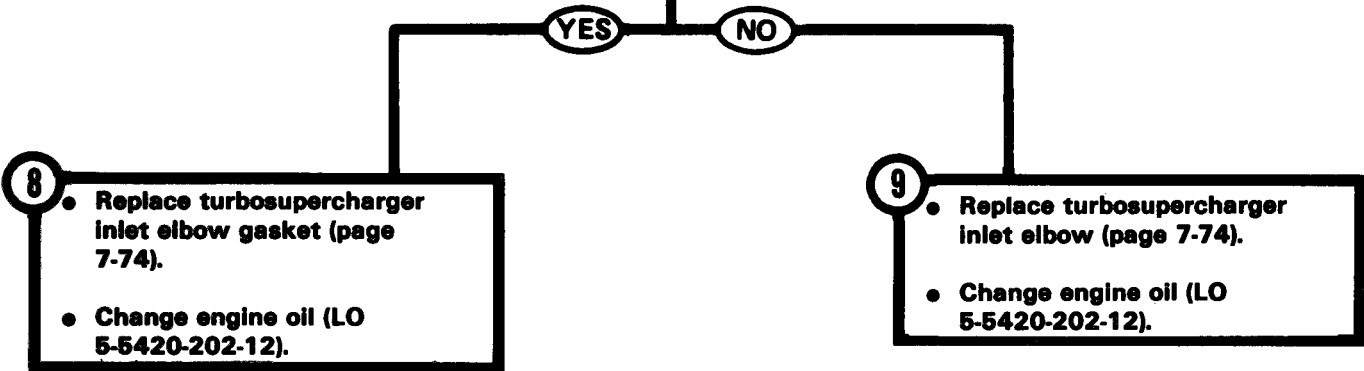 YES NO
8
• Replace turbosupercharger
inlet elbow gasket (page
7-74).
• Change engine oil (LO
5-5420-202-12).
9
• Replace turbosupercharger
inlet elbow (page 7-74).
• Change engine oil (LO
5-5420-202-12).